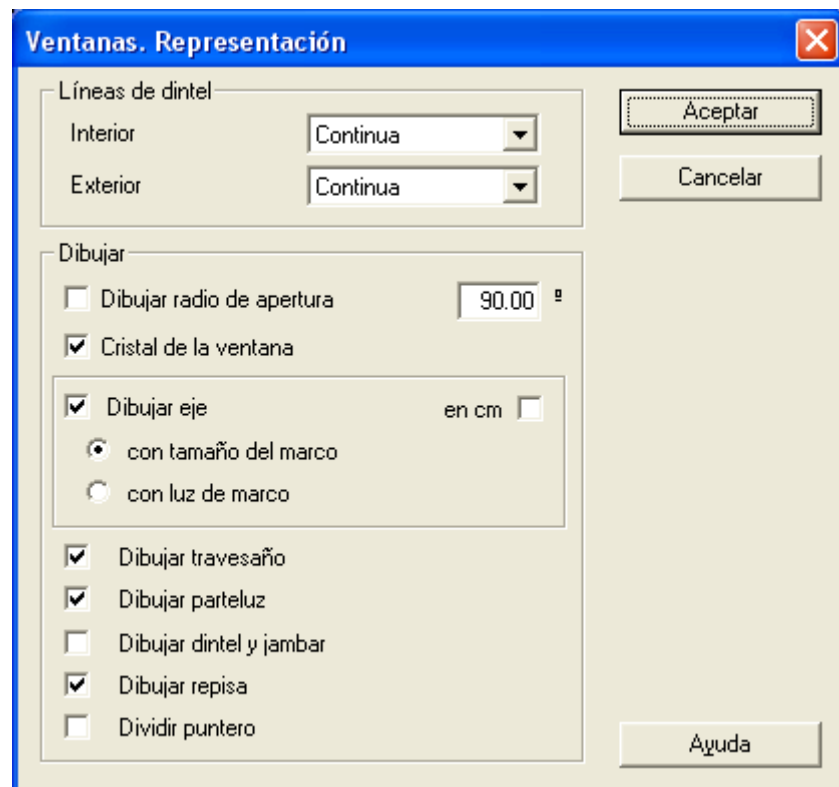 Ventanas. Representación
Líneas de dintel
Interior Continua
Exterior Continua
Aceptar
Cancelar
Dibujar
Dibujar radio de apertura 90.00 º
Cristal de la ventana
Dibujar eje en cm
con tamaño del marco
con luz de marco
Dibujar travesaño
Dibujar parteluz
Dibujar dintel y jambar
Dibujar repisa
Dividir puntero
Ayuda